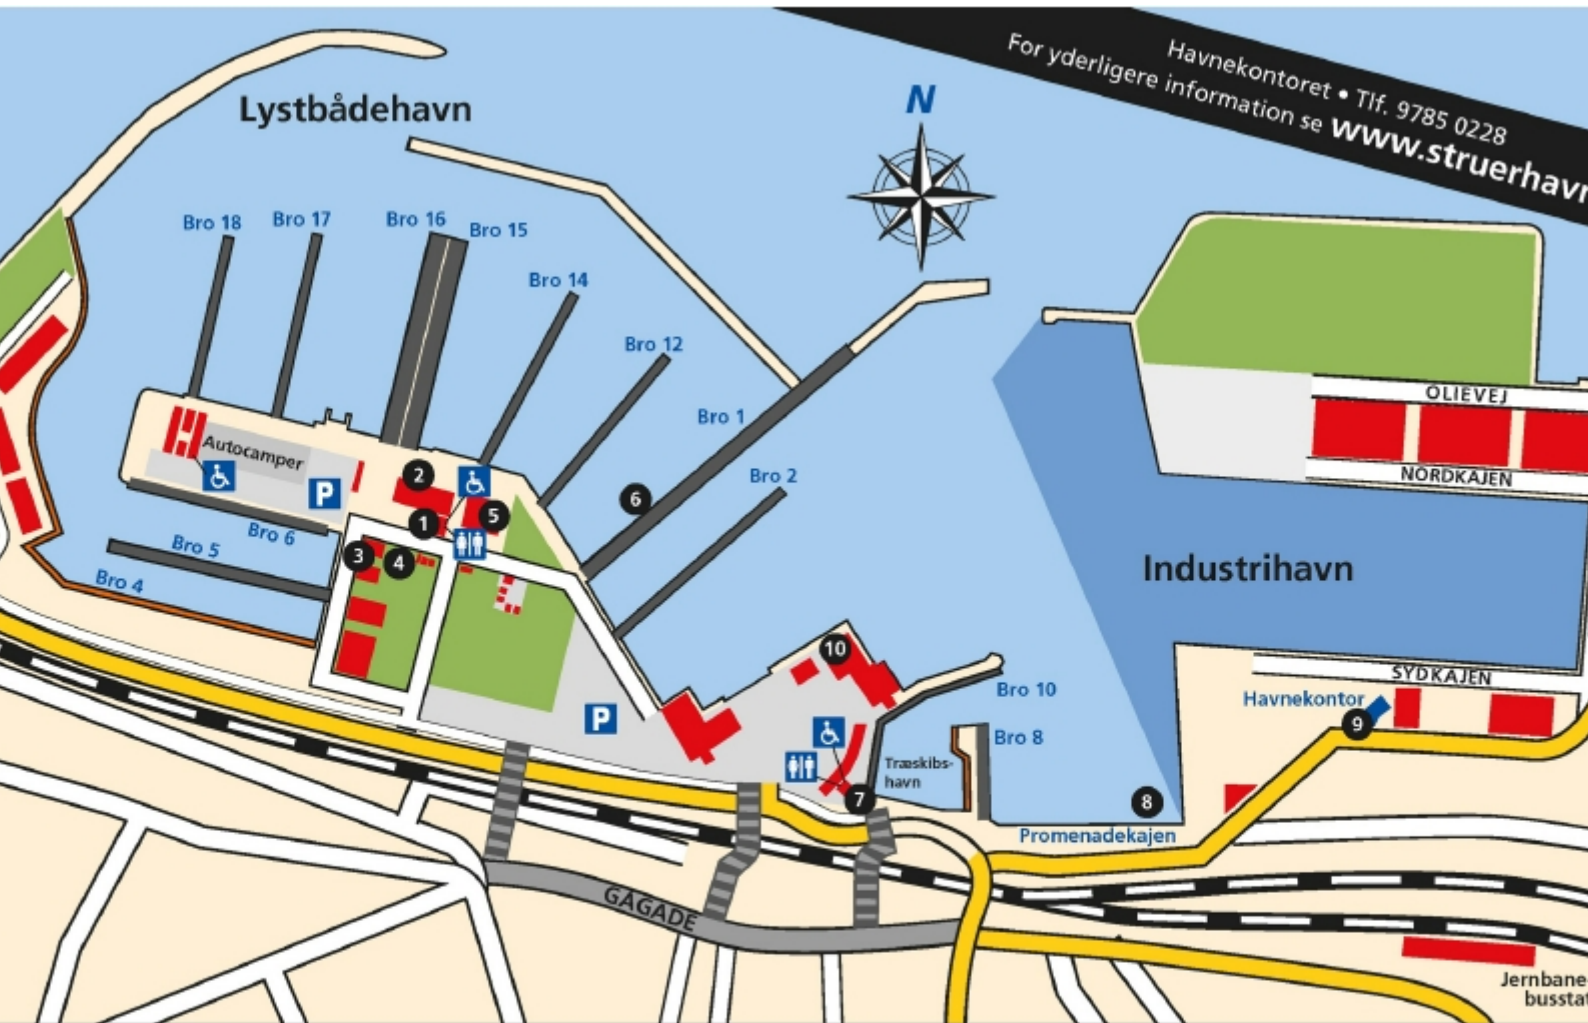 Havnekontoret • Tlf. 9785 0228
For yderligere information se www.struerhavn
Lystbådehavn
N
Bro 18
Bro 17
Bro 16
Bro 15
Bro 14
Bro 12
Bro 1
Bro 2
OLIEVEJ
NORDKAJEN
Autocamper
P
2
5
1
6
3
4
Bro 6
Bro 5
Bro 4
Industrihavn
10
SYDKAJEN
Bro 10
Havnekontor
9
P
Bro 8
Træskibs-
havn
7
8
Promenadekajen
GÅGADE
Jernbane-
busstat